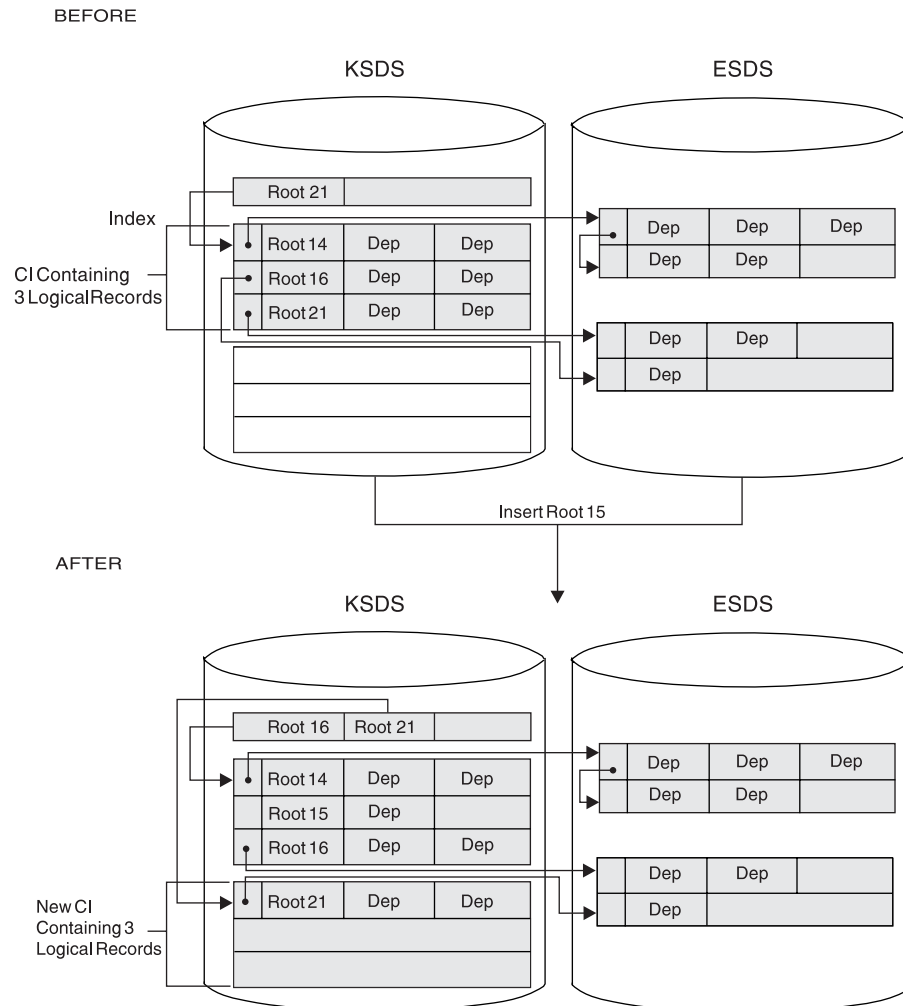 BEFORE
KSDS ESDS
Root 21
Index
Dep Dep Dep
Root 14 Dep Dep
Dep Dep
CI Containing
3 Logical Records
Root 16 Dep Dep
Root 21 Dep Dep
Dep Dep
Dep
Insert Root 15
AFTER
KSDS ESDS
Root 16 Root 21
Dep Dep Dep
Root 14 Dep Dep
Dep Dep
Root 15 Dep
Root 16 Dep Dep
Dep Dep
New CI
Containing 3
Logical Records
Root 21 Dep Dep
Dep